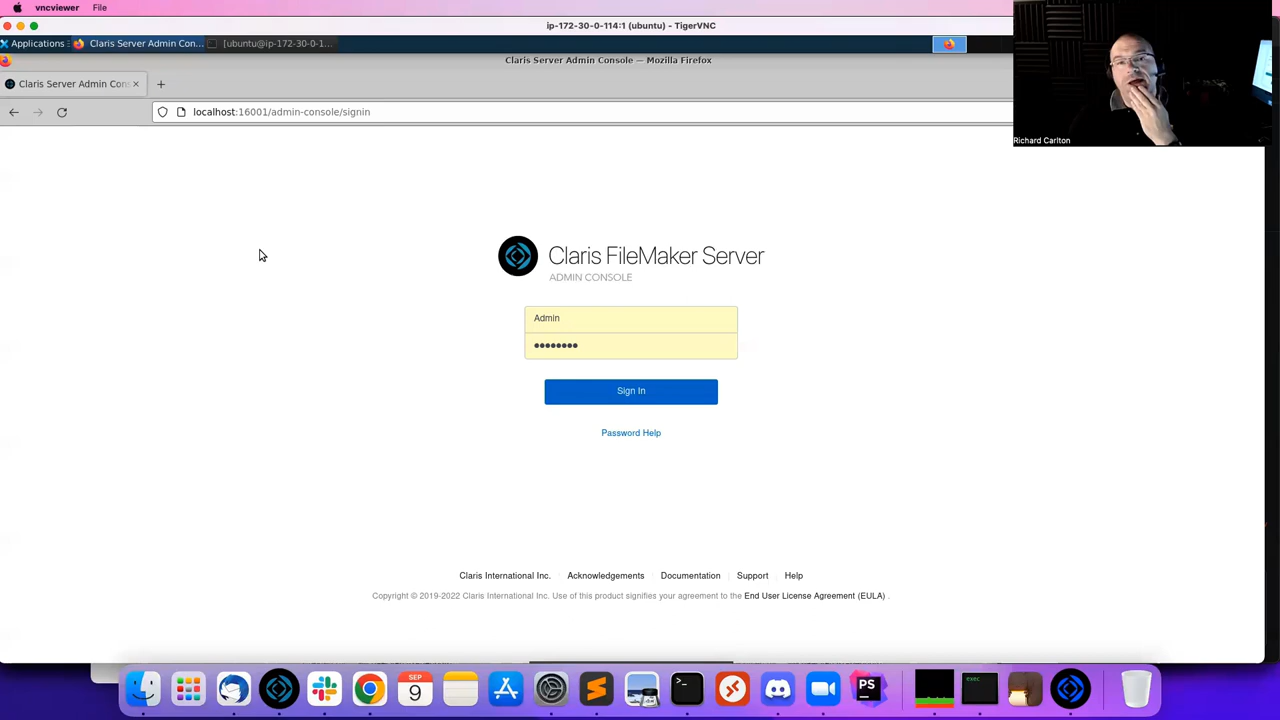 vncviewer File
ip-172-30-0-114:1 (ubuntu) - TigerVNC
Applications Claris Server Admin Con... [ubuntu@ip-172-30-0-1...
Claris Server Admin Console — Mozilla Firefox
Claris Server Admin Con
localhost:16001/admin-console/signin
Richard Carlton
Claris FileMaker Server
ADMIN CONSOLE
Admin
Sign In
Password Help
Claris International Inc. Acknowledgements Documentation Support Help
Copyright © 2019-2022 Claris International Inc. Use of this product signifies your agreement to the End User License Agreement (EULA) .
SEP
9
>_
PS
exec